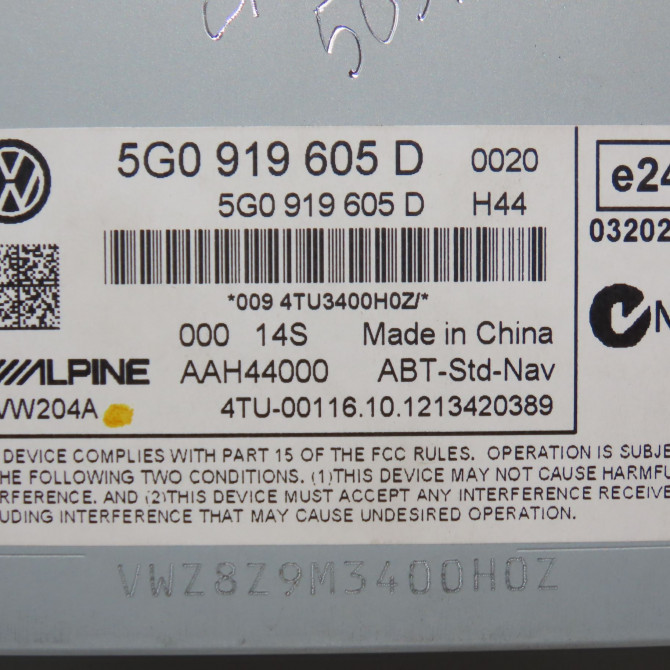 5G0 919 605 D 0020
5G0 919 605 D H44
*009 4TU3400H0Z/*
000 14S Made in China
ALPINE AAH44000 ABT-Std-Nav
VW204A 4TU-00116.10.1213420389
e24
03202
N
DEVICE COMPLIES WITH PART 15 OF THE FCC RULES. OPERATION IS SUBJE
HE FOLLOWING TWO CONDITIONS. (1)THIS DEVICE MAY NOT CAUSE HARMFU
RFERENCE. AND (2)THIS DEVICE MUST ACCEPT ANY INTERFERENCE RECEIVE
UDING INTERFERENCE THAT MAY CAUSE UNDESIRED OPERATION.
VWZ8Z9M3400H0Z